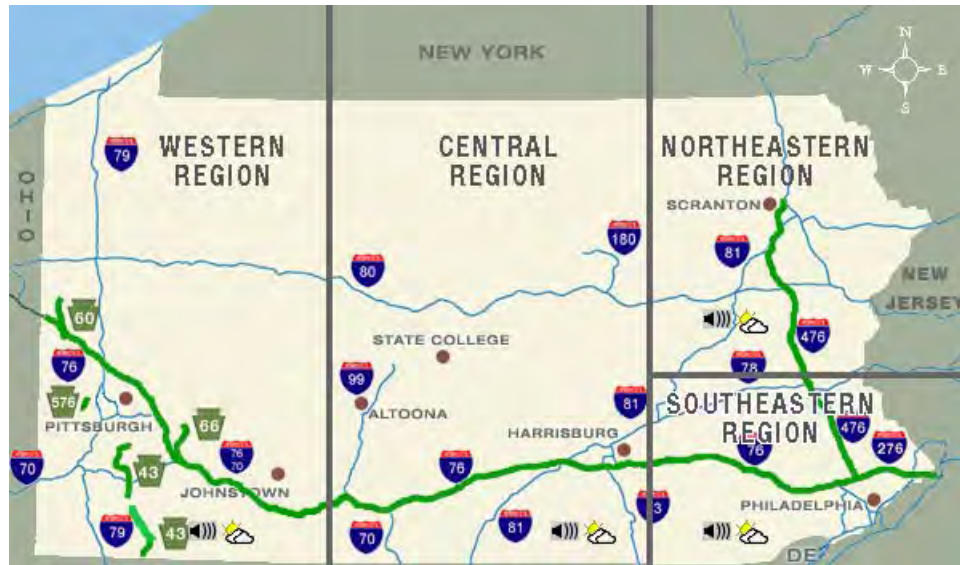 NEW YORK
N
W
E
S
WESTERN
REGION
CENTRAL
REGION
NORTHEASTERN
REGION
79
OHIO
SCRANTON
180
81
80
NEW
JERSEY
60
476
STATE COLLEGE
76
78
99
576
ALTOONA
81
SOUTHEASTERN
REGION
PITTSBURGH
66
HARRISBURG
476
276
76
70
76
76
70
43
JOHNSTOWN
PHILADELPHIA
79
43
70
81
DE